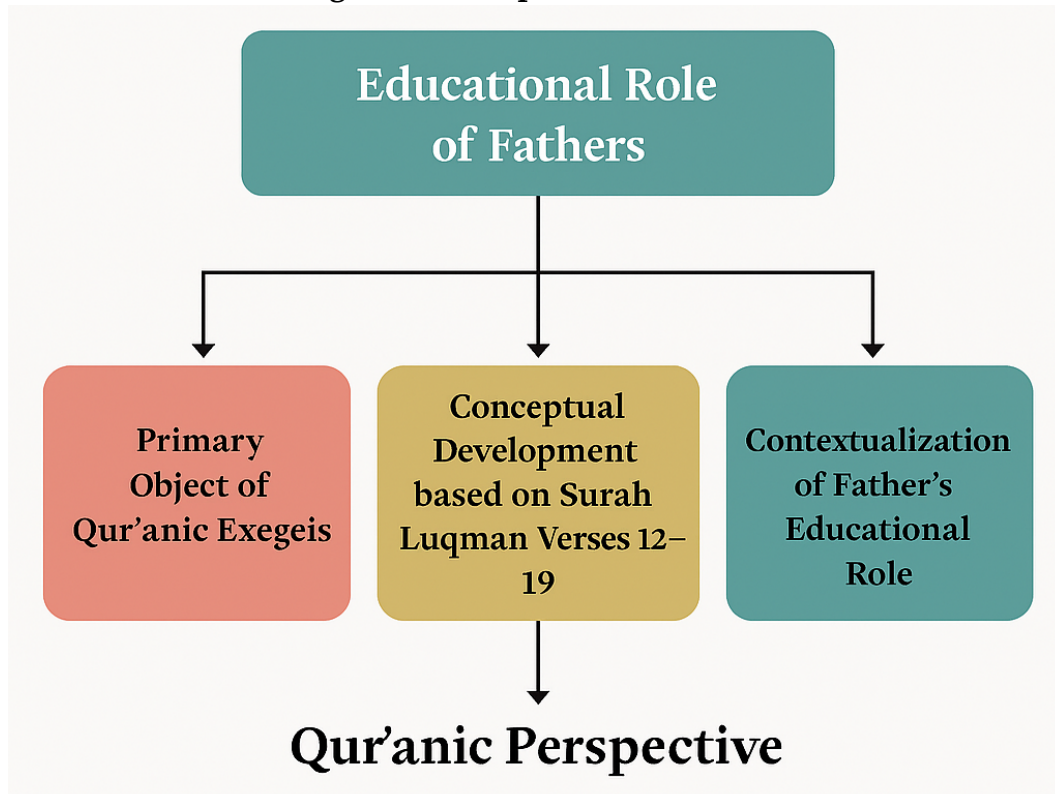 Educational Role
of Fathers
Primary
Object of
Qur'anic Exegeis
Conceptual
Development
based on Surah
Luqman Verses 12–
19
Contextualization
of Father's
Educational
Role
Qur'anic Perspective